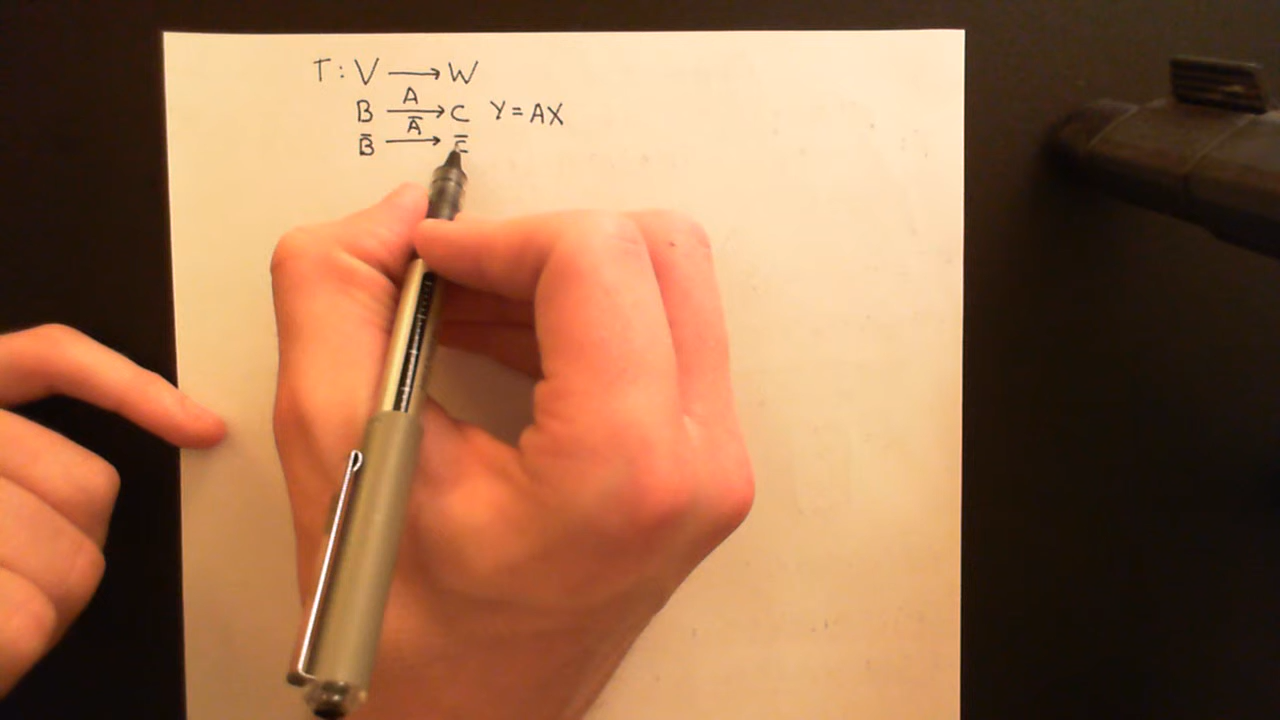 T: V ⟶ W
B —A→ C Y = AX
B̄ —Ā→ C̄